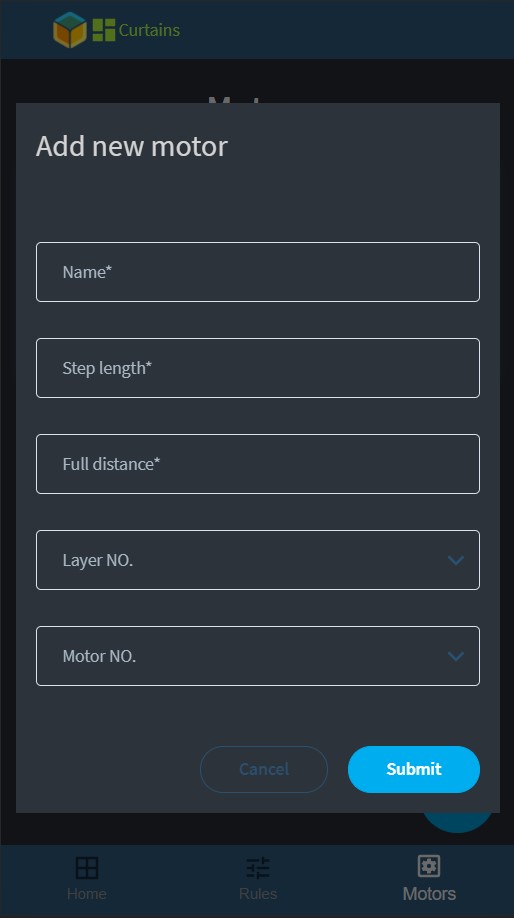 Curtains
Add new motor
Name*
Step length*
Full distance*
Layer NO.
Motor NO.
Cancel
Submit
Home
Rules
Motors